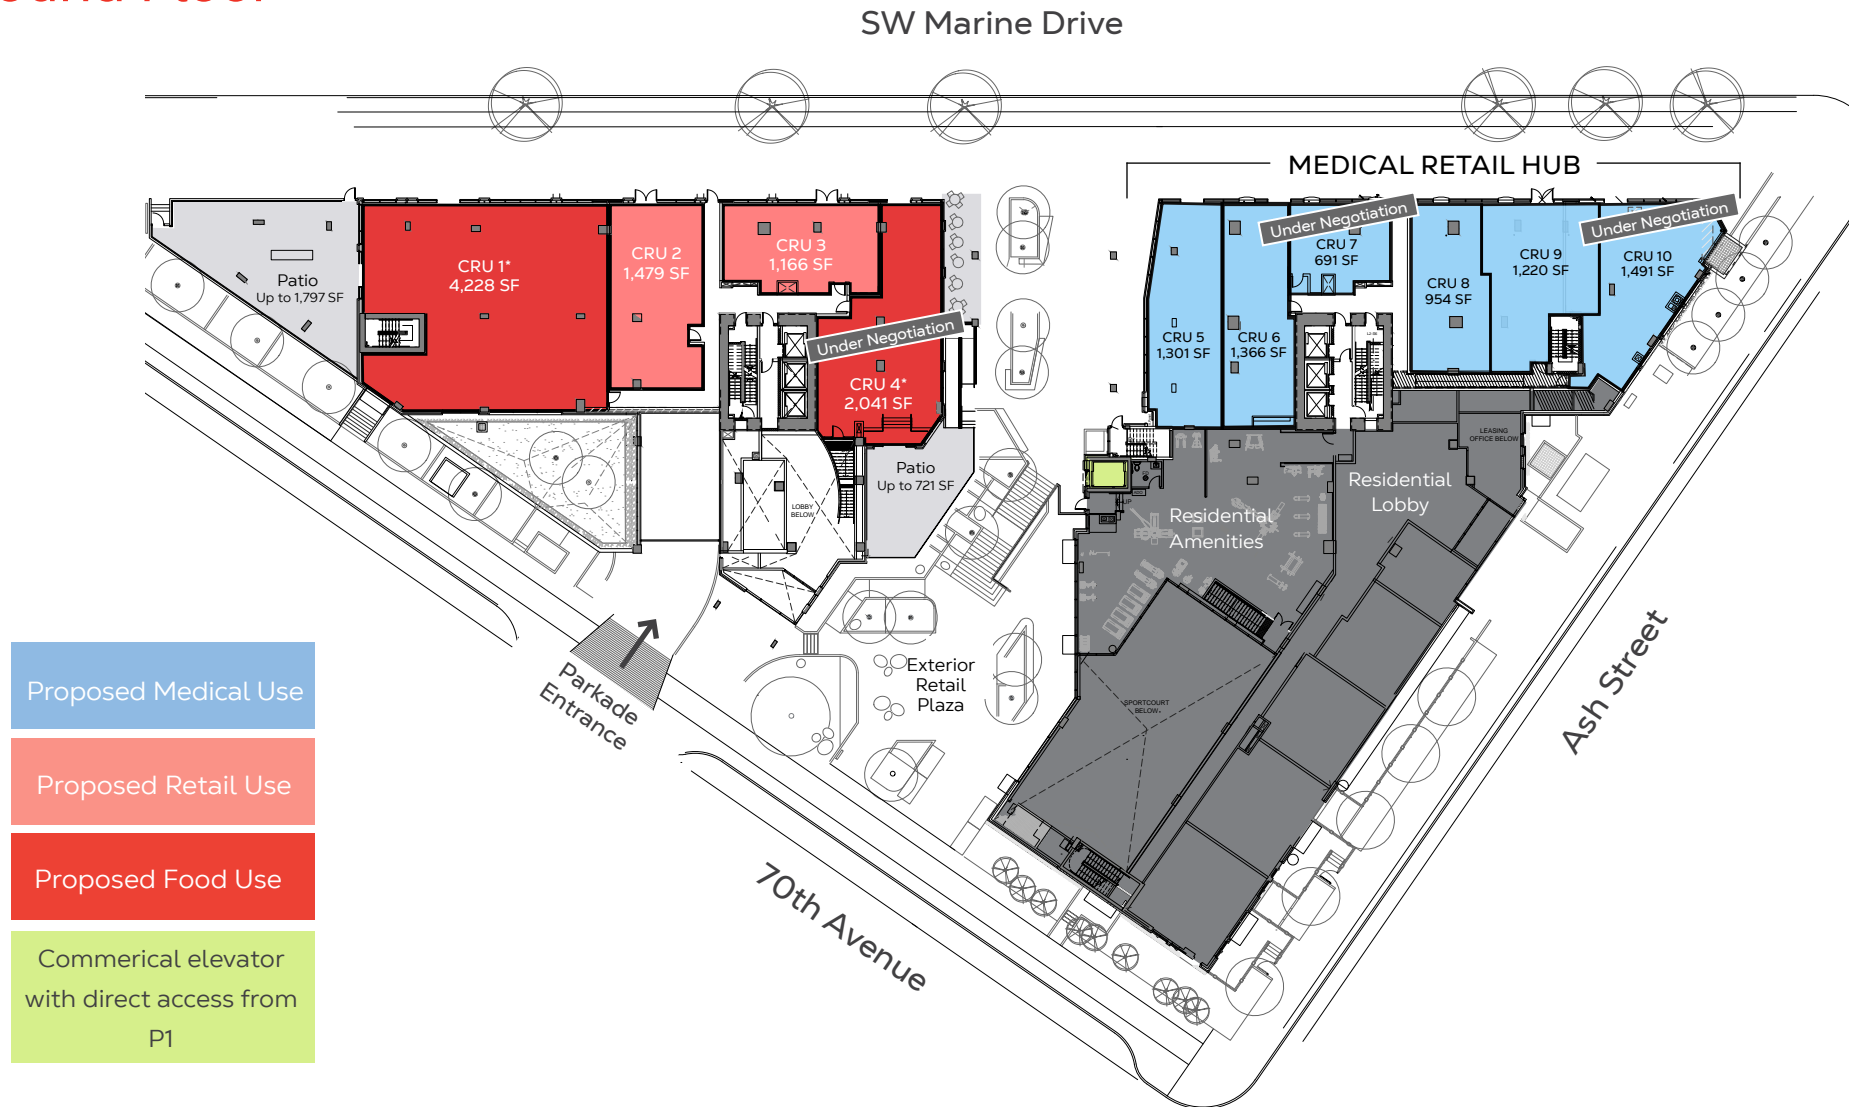 SW Marine Drive
MEDICAL RETAIL HUB
Patio
Up to 1,797 SF
CRU 1*
4,228 SF
CRU 2
1,479 SF
CRU 3
1,166 SF
Under Negotiation
CRU 4*
2,041 SF
Patio
Up to 721 SF
LOBBY
BELOW
CRU 5
1,301 SF
CRU 6
1,366 SF
Under Negotiation
CRU 7
691 SF
CRU 8
954 SF
CRU 9
1,220 SF
Under Negotiation
CRU 10
1,491 SF
LEASING
OFFICE BELOW
Residential
Lobby
UP
Residential
Amenities
SPORTCOURT
BELOW
Exterior
Retail
Plaza
Parkade
Entrance
70th Avenue
Ash Street
Proposed Medical Use
Proposed Retail Use
Proposed Food Use
Commerical elevator
with direct access from
P1